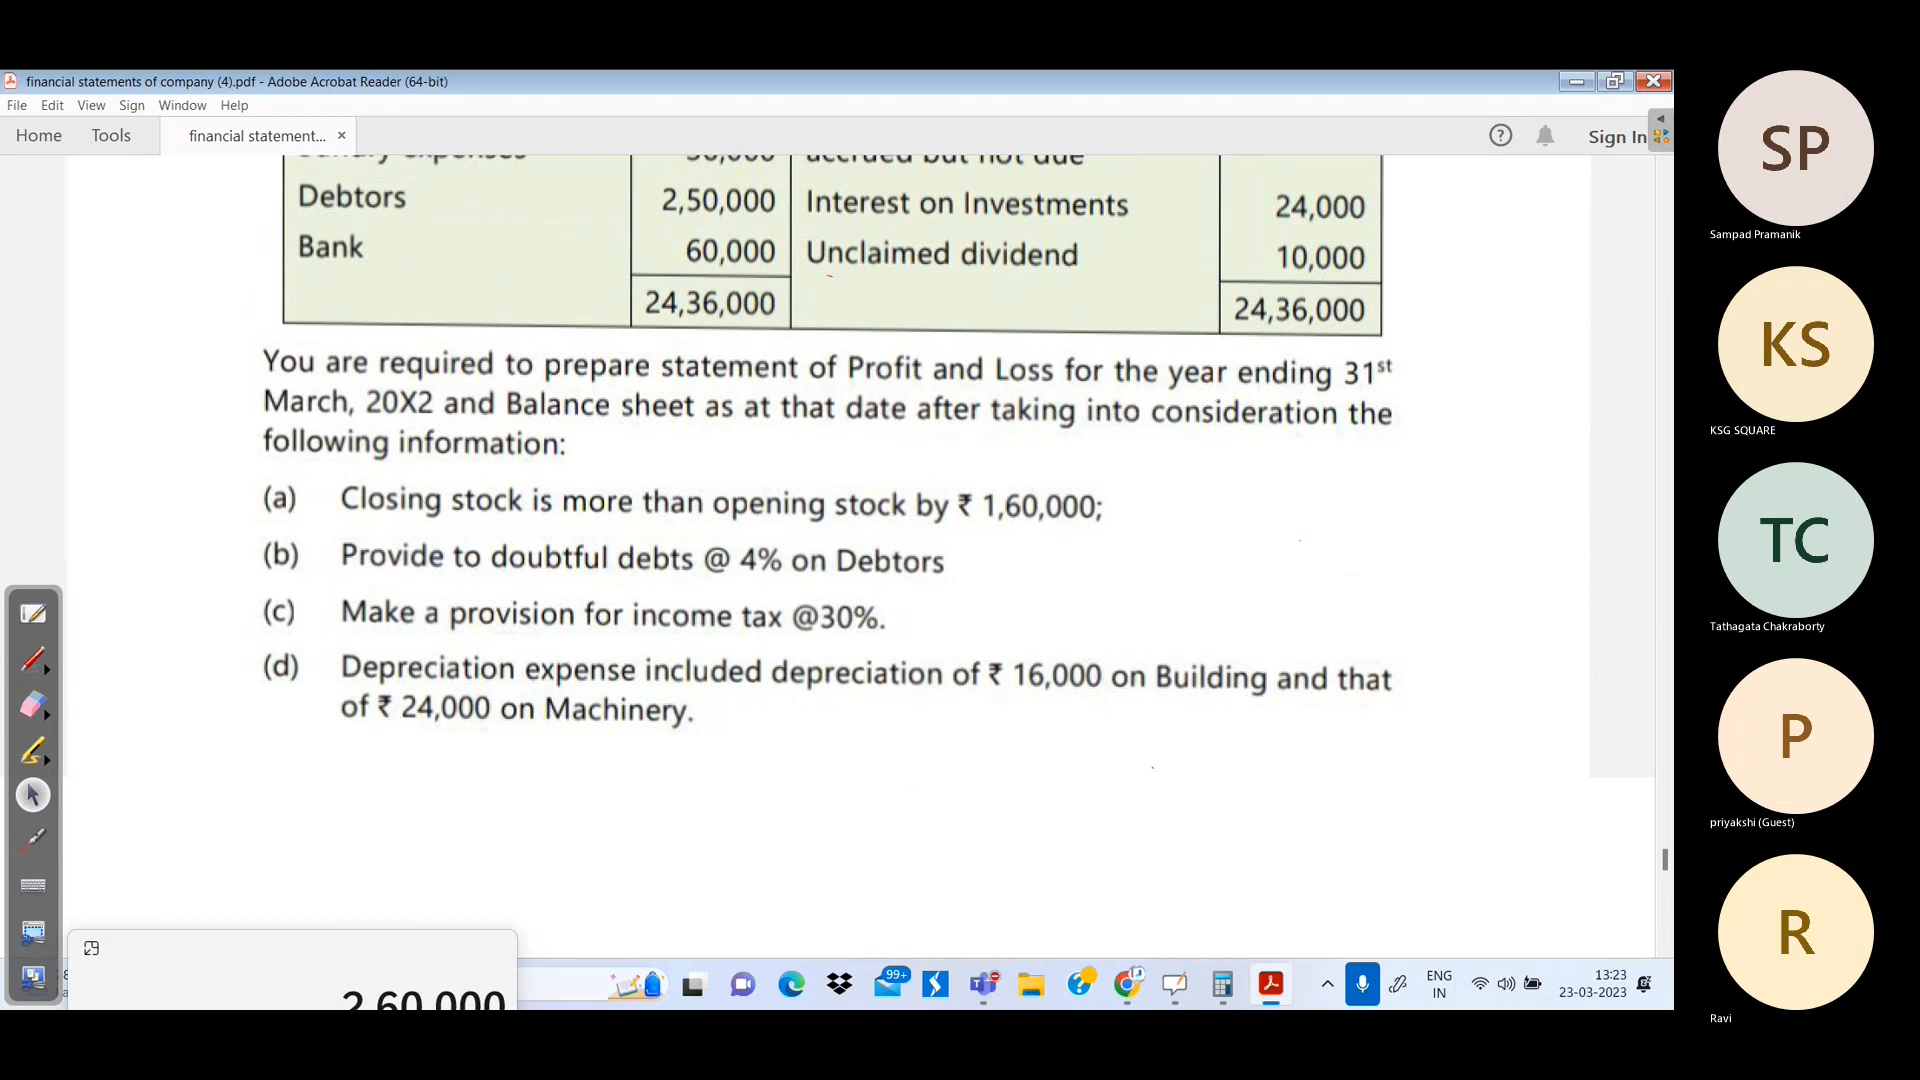 financial statements of company (4).pdf - Adobe Acrobat Reader (64-bit)
File Edit View Sign Window Help
Home Tools financial statement... × Sign In
Debtors 2,50,000 Interest on Investments 24,000
Bank 60,000 Unclaimed dividend 10,000
24,36,000 24,36,000
You are required to prepare statement of Profit and Loss for the year ending 31st
March, 20X2 and Balance sheet as at that date after taking into consideration the
following information:
(a) Closing stock is more than opening stock by ₹ 1,60,000;
(b) Provide to doubtful debts @ 4% on Debtors
(c) Make a provision for income tax @30%.
(d) Depreciation expense included depreciation of ₹ 16,000 on Building and that
of ₹ 24,000 on Machinery.
2,60,000
99+
ENG
IN
13:23
23-03-2023
SP
Sampad Pramanik
KS
KSG SQUARE
TC
Tathagata Chakraborty
P
priyakshi (Guest)
R
Ravi